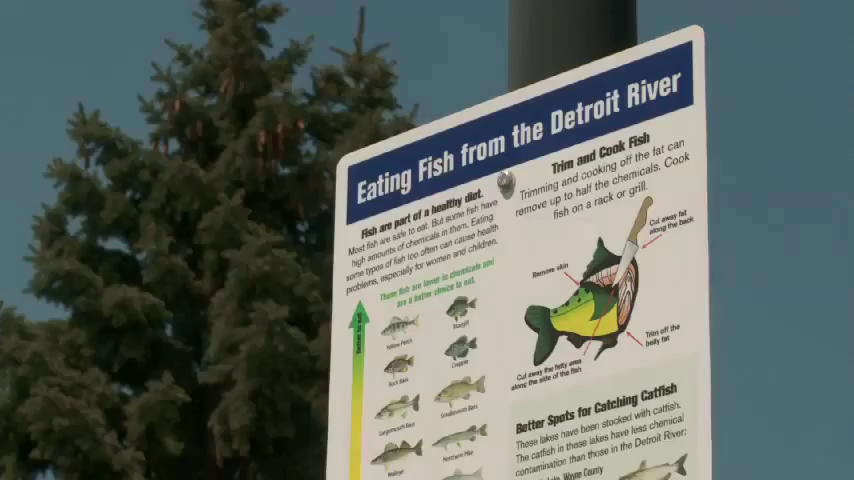 Eating Fish from the Detroit River
Fish are part of a healthy diet.
Most fish are safe to eat. But some fish have
high amounts of chemicals in them. Eating
some types of fish too often can cause health
problems, especially for women and children.
These fish are lower in chemicals and
are a better choice to eat.
Better to eat
Yellow Perch
Bluegill
Rock Bass
Crappie
Largemouth Bass
Smallmouth Bass
Walleye
Northern Pike
Trim and Cook Fish
Trimming and cooking off the fat can
remove up to half the chemicals. Cook
fish on a rack or grill.
Cut away fat
along the back
Remove skin
Trim off the
belly fat
Cut away the fatty area
along the side of the fish
Better Spots for Catching Catfish
These lakes have been stocked with catfish.
The catfish in these lakes have less chemical
contamination than those in the Detroit River:
Lake, Wayne County